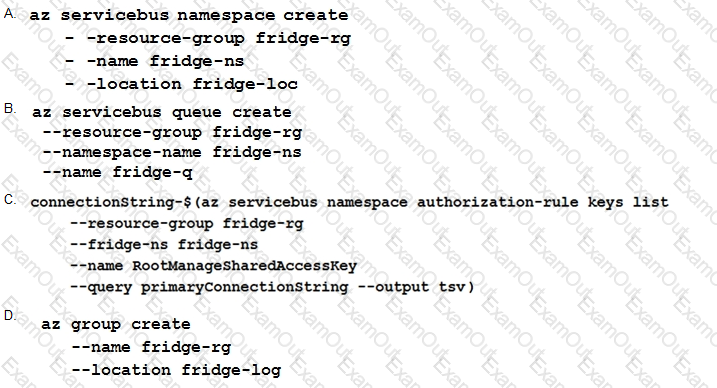 A. az servicebus namespace create
- -resource-group fridge-rg
- -name fridge-ns
- -location fridge-loc
B. az servicebus queue create
--resource-group fridge-rg
--namespace-name fridge-ns
--name fridge-q
C. connectionString-$(az servicebus namespace authorization-rule keys list
--resource-group fridge-rg
--fridge-ns fridge-ns
--name RootManageSharedAccessKey
--query primaryConnectionString --output tsv)
D. az group create
--name fridge-rg
--location fridge-log